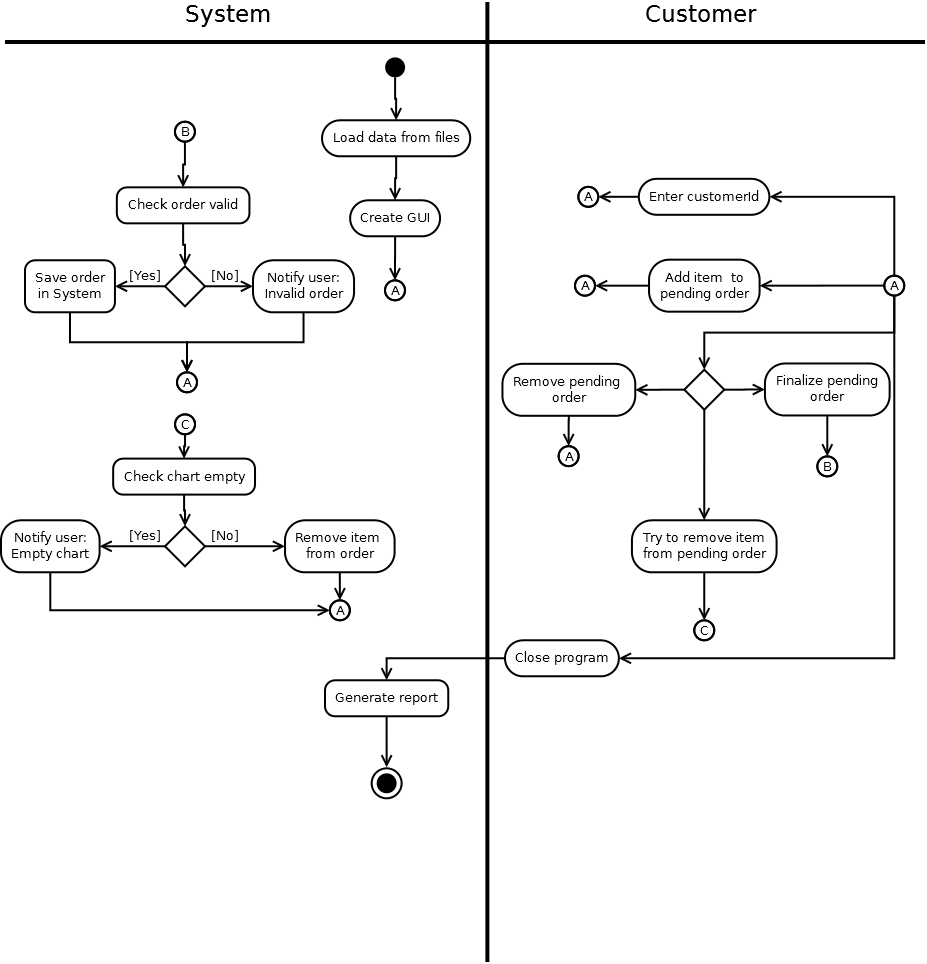 System
Customer
Load data from files
Create GUI
A
B
Check order valid
[Yes]
[No]
Save order
in System
Notify user:
Invalid order
A
C
Check chart empty
[Yes]
[No]
Notify user:
Empty chart
Remove item
from order
A
A
Enter customerId
A
Add item  to
pending order
A
Remove pending
order
Finalize pending
order
A
B
Try to remove item
from pending order
C
Close program
Generate report